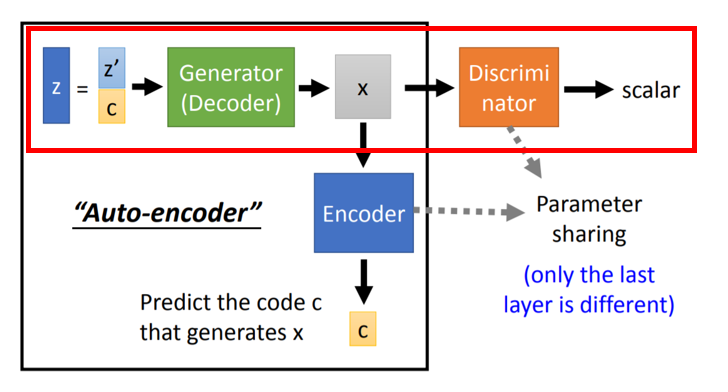 z
=
z’
c
Generator
(Decoder)
x
Discrimi
nator
scalar
“Auto-encoder”
Encoder
Parameter
sharing
(only the last
layer is different)
Predict the code c
that generates x
c